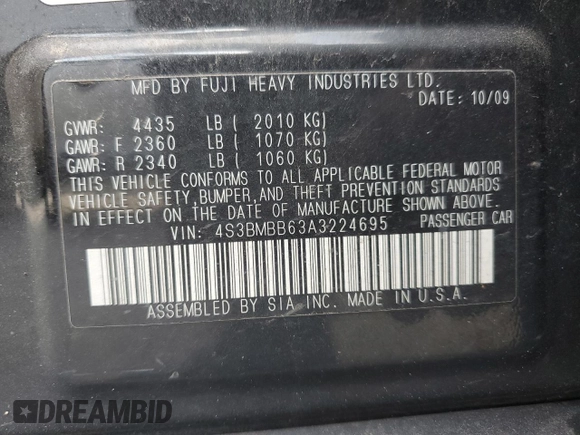 MFD BY FUJI HEAVY INDUSTRIES LTD.
DATE: 10/09
GVWR: 4435 LB ( 2010 KG)
GAWR: F 2360 LB ( 1070 KG)
GAWR: R 2340 LB ( 1060 KG)
THIS VEHICLE CONFORMS TO ALL APPLICABLE FEDERAL MOTOR
VEHICLE SAFETY, BUMPER, AND THEFT PREVENTION STANDARDS
IN EFFECT ON THE DATE OF MANUFACTURE SHOWN ABOVE.
VIN: 4S3BMBB63A3224695 PASSENGER CAR
ASSEMBLED BY SIA INC. MADE IN U.S.A.
DREAMBID